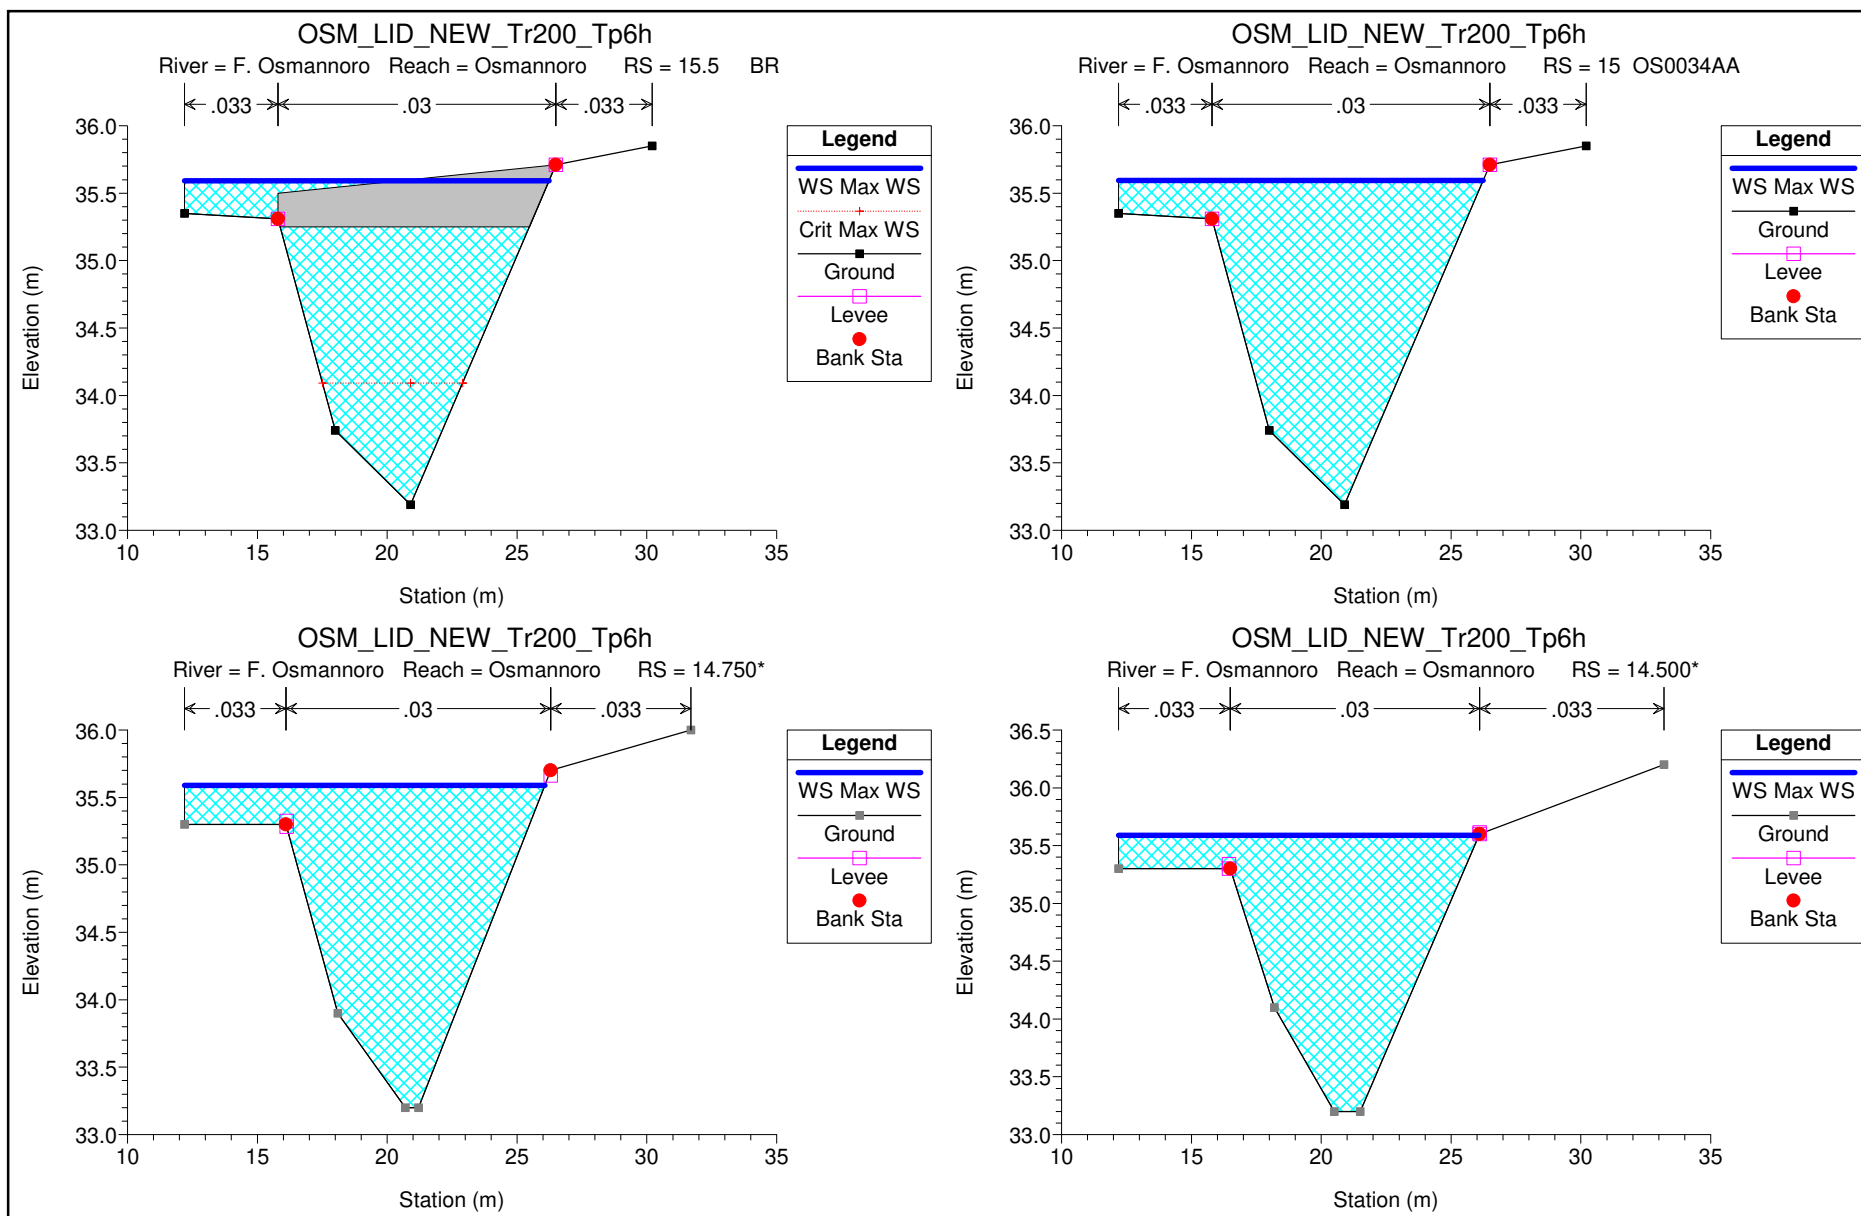 OSM_LID_NEW_Tr200_Tp6h
River = F. Osmannoro Reach = Osmannoro RS = 15.5 BR
.033 .03 .033
36.0
35.5
35.0
34.5
34.0
33.5
33.0
10 15 20 25 30 35
Elevation (m)
Station (m)
Legend
WS Max WS
Crit Max WS
Ground
Levee
Bank Sta
OSM_LID_NEW_Tr200_Tp6h
River = F. Osmannoro Reach = Osmannoro RS = 15 OS0034AA
.033 .03 .033
36.0
35.5
35.0
34.5
34.0
33.5
33.0
10 15 20 25 30 35
Elevation (m)
Station (m)
Legend
WS Max WS
Ground
Levee
Bank Sta
OSM_LID_NEW_Tr200_Tp6h
River = F. Osmannoro Reach = Osmannoro RS = 14.750*
.033 .03 .033
36.0
35.5
35.0
34.5
34.0
33.5
33.0
10 15 20 25 30 35
Elevation (m)
Station (m)
Legend
WS Max WS
Ground
Levee
Bank Sta
OSM_LID_NEW_Tr200_Tp6h
River = F. Osmannoro Reach = Osmannoro RS = 14.500*
.033 .03 .033
36.5
36.0
35.5
35.0
34.5
34.0
33.5
33.0
10 15 20 25 30 35
Elevation (m)
Station (m)
Legend
WS Max WS
Ground
Levee
Bank Sta